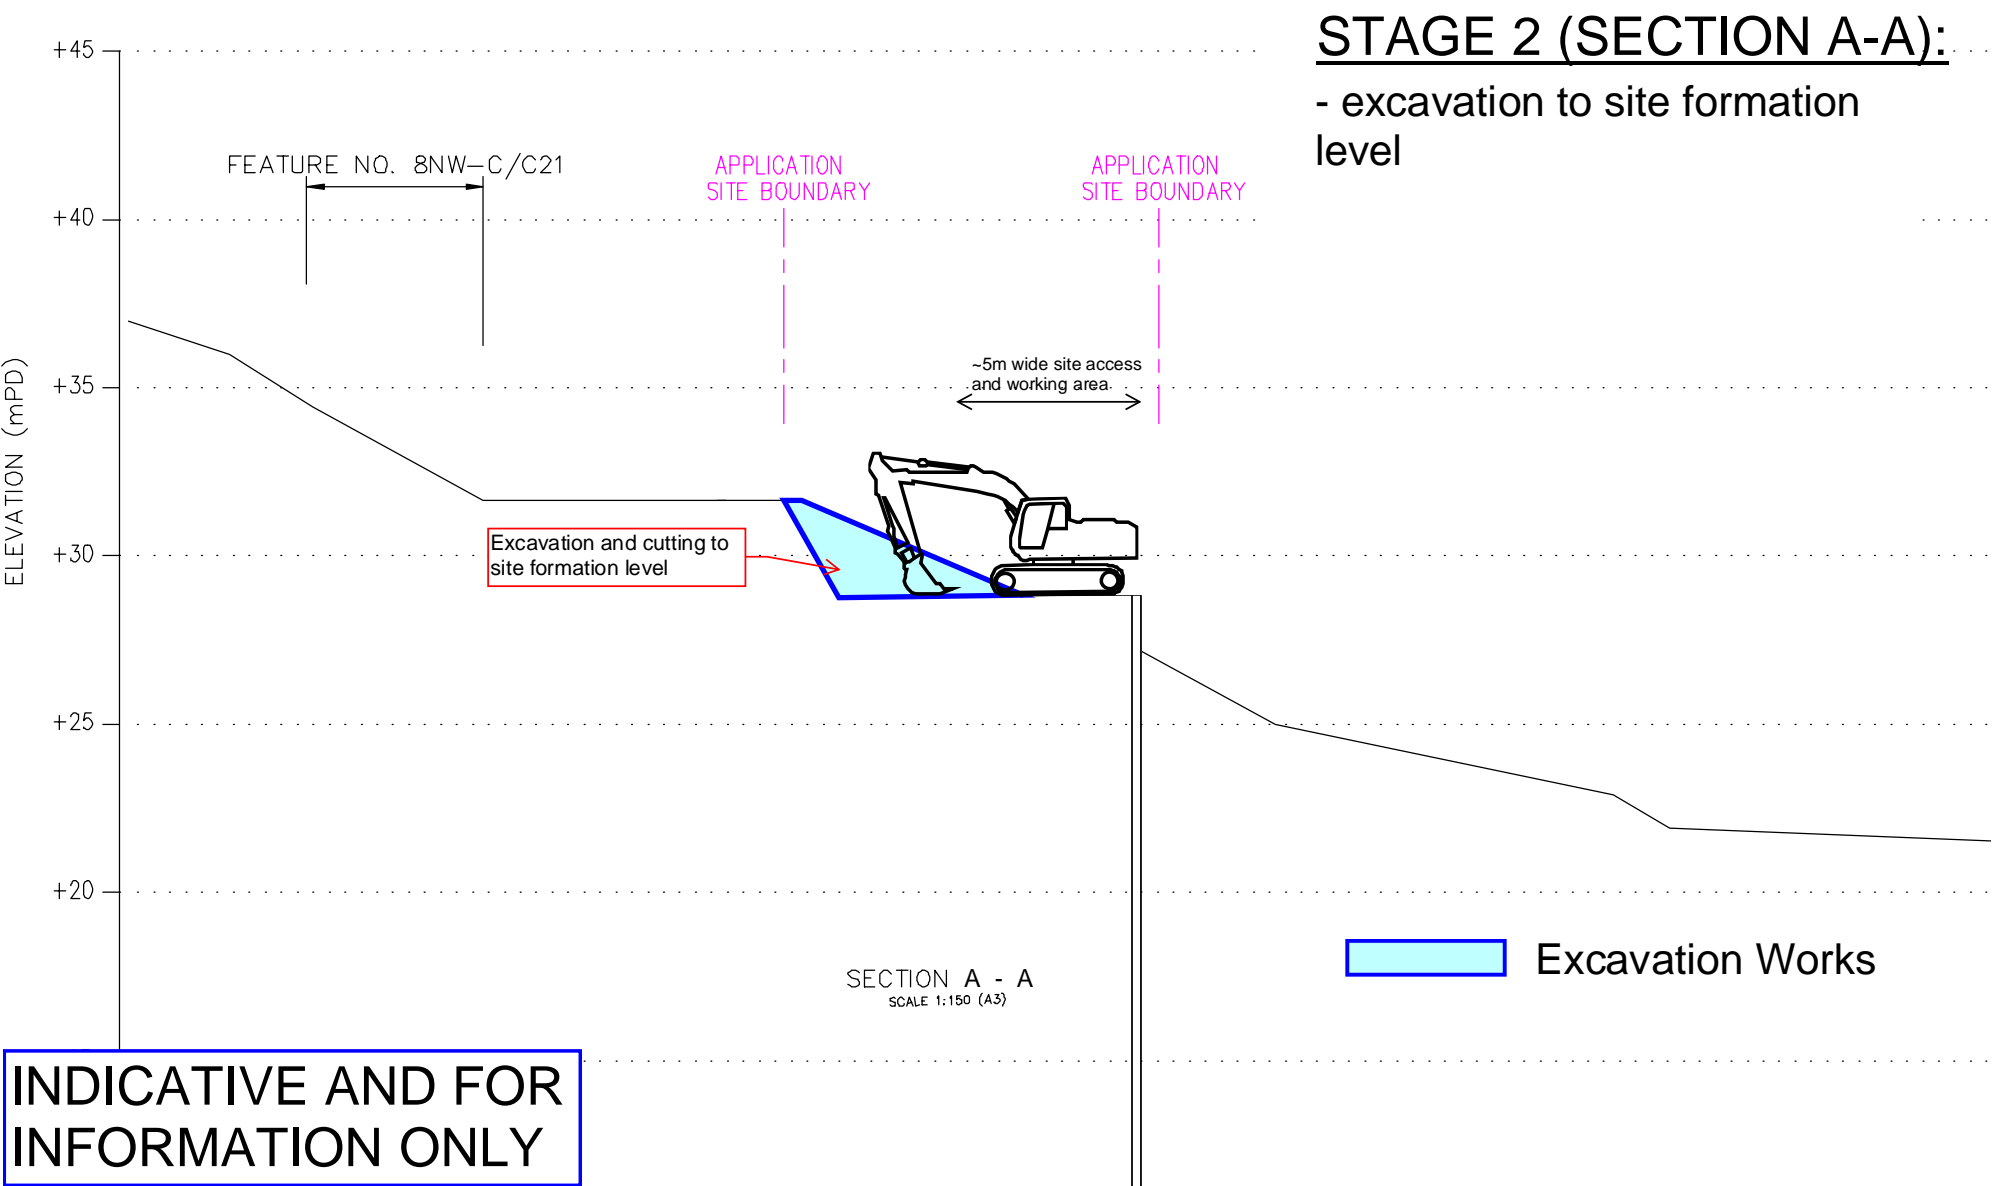 STAGE 2 (SECTION A-A):
- excavation to site formation
level
+45
FEATURE NO. 8NW-C/C21
APPLICATION
SITE BOUNDARY
APPLICATION
SITE BOUNDARY
+40
~5m wide site access
and working area
+35
ELEVATION (mPD)
Excavation and cutting to
site formation level
+30
+25
+20
SECTION A - A
SCALE 1:150 (A3)
Excavation Works
INDICATIVE AND FOR
INFORMATION ONLY